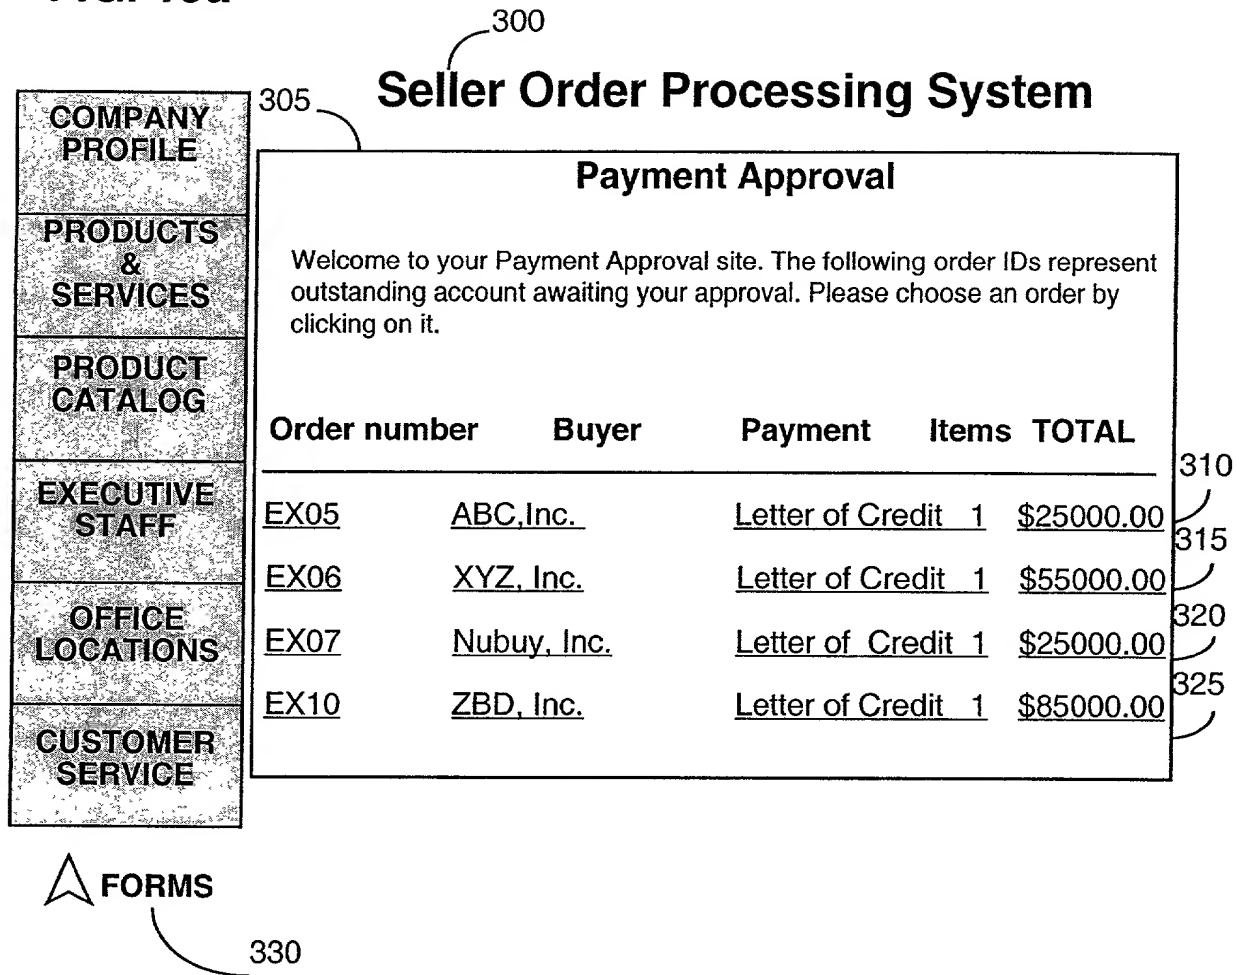 300
Seller Order Processing System
305
COMPANY
PROFILE
PRODUCTS
&
SERVICES
PRODUCT
CATALOG
EXECUTIVE
STAFF
OFFICE
LOCATIONS
CUSTOMER
SERVICE
Payment Approval
Welcome to your Payment Approval site. The following order IDs represent
outstanding account awaiting your approval. Please choose an order by
clicking on it.
Order number Buyer Payment Items TOTAL
310
EX05 ABC,Inc. Letter of Credit 1 $25000.00
315
EX06 XYZ, Inc. Letter of Credit 1 $55000.00
320
EX07 Nubuy, Inc. Letter of Credit 1 $25000.00
325
EX10 ZBD, Inc. Letter of Credit 1 $85000.00
FORMS
330